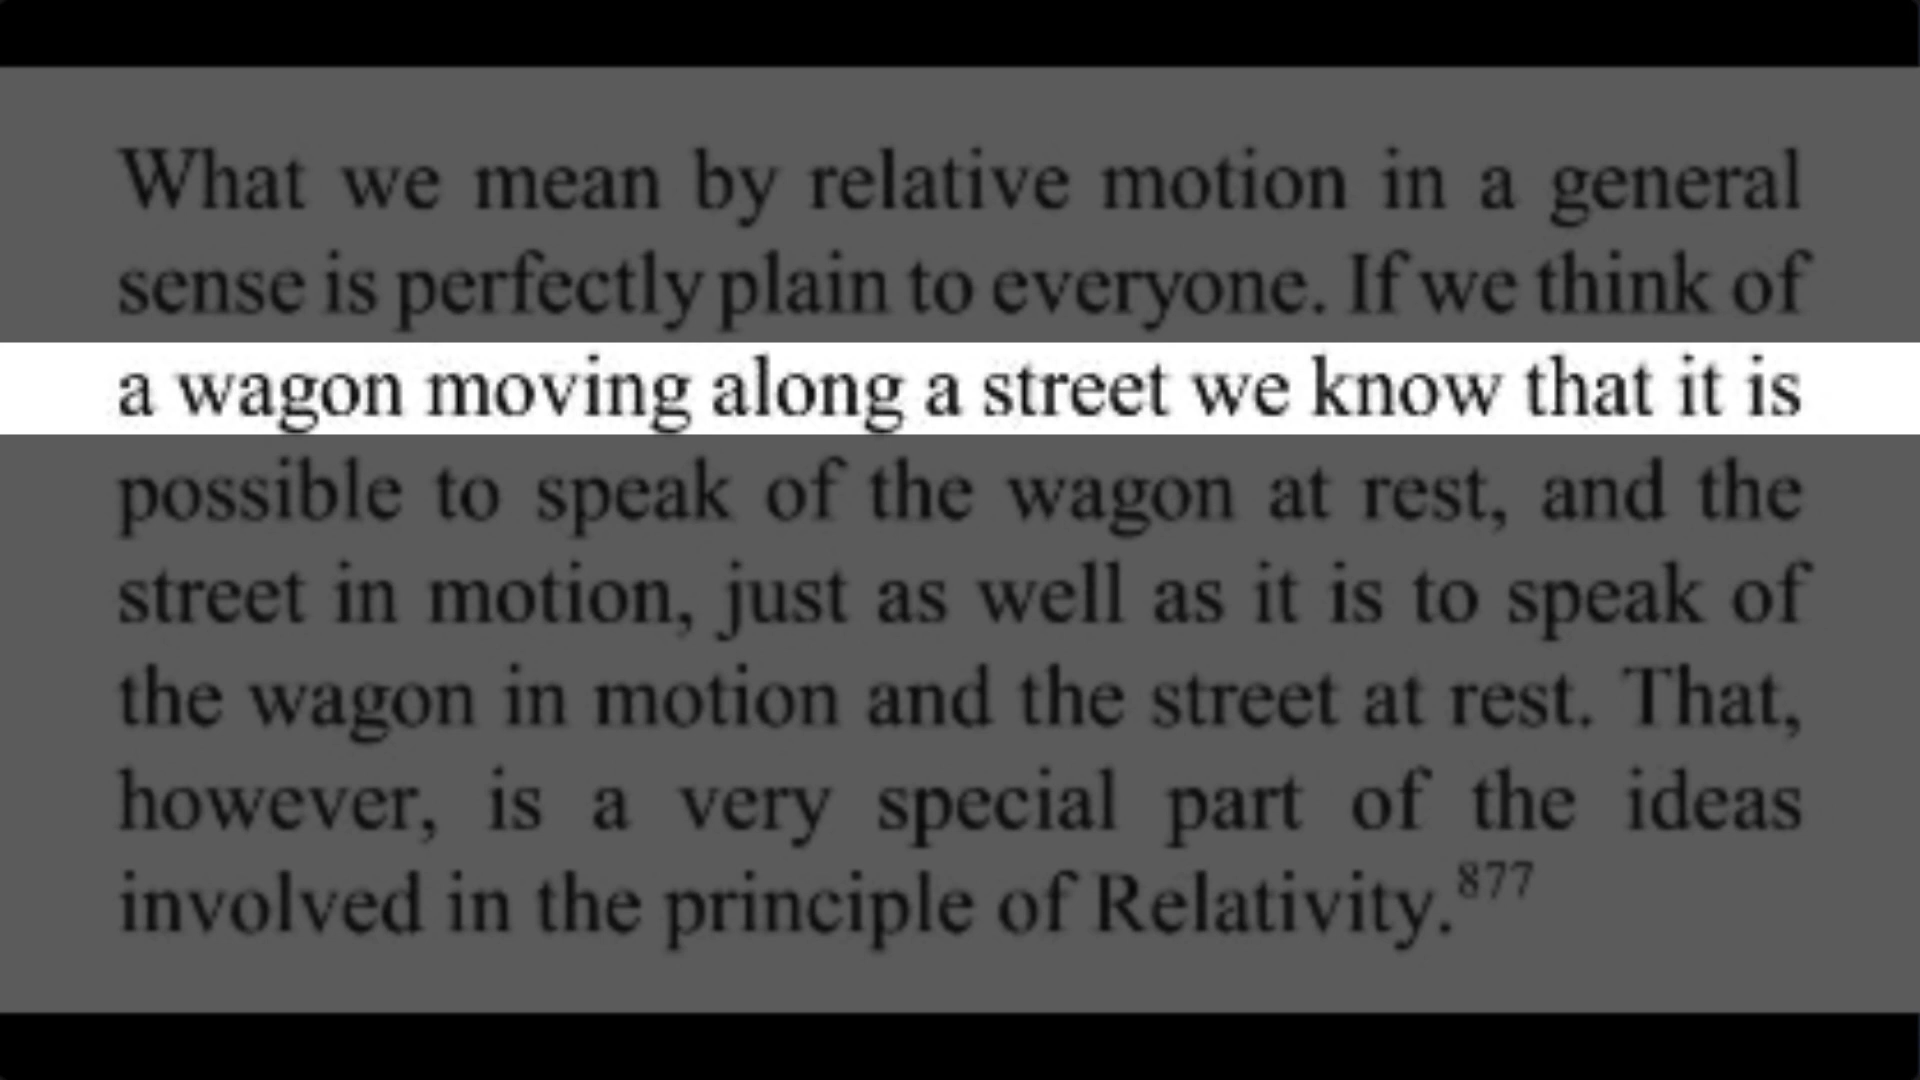 What we mean by relative motion in a general
sense is perfectly plain to everyone. If we think of
a wagon moving along a street we know that it is
possible to speak of the wagon at rest, and the
street in motion, just as well as it is to speak of
the wagon in motion and the street at rest. That,
however, is a very special part of the ideas
involved in the principle of Relativity.877